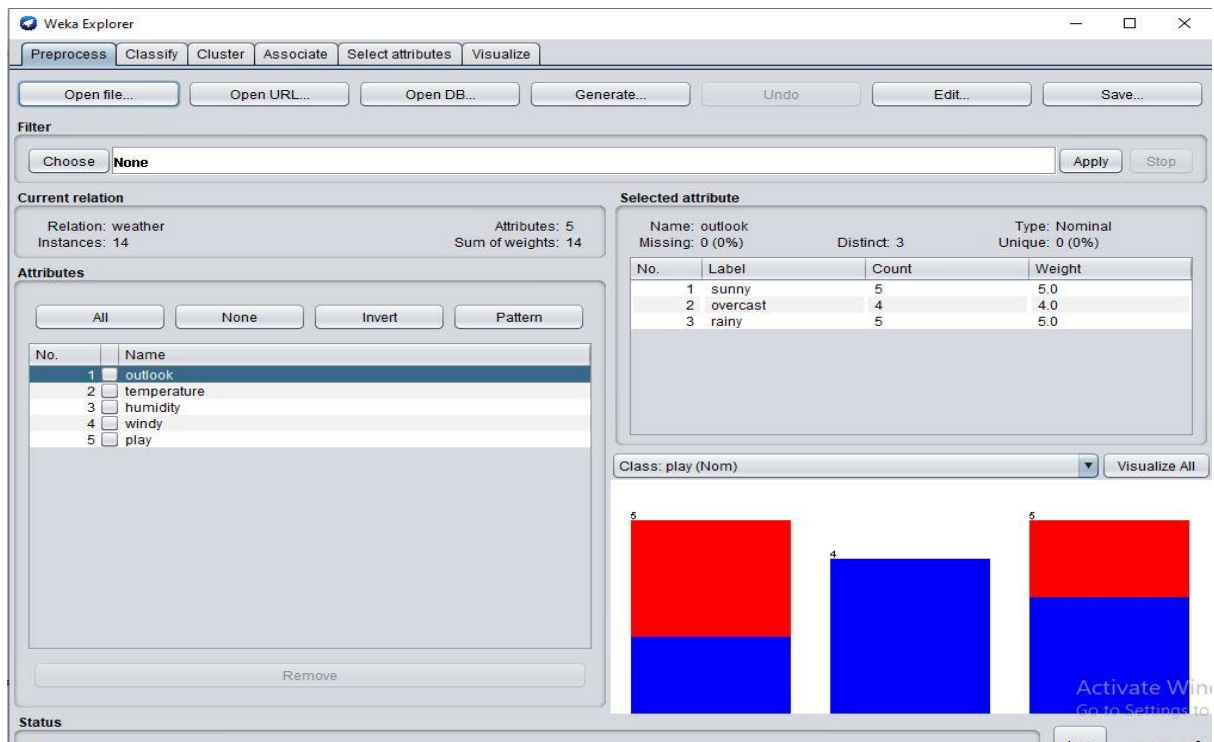 Weka Explorer
Preprocess Classify Cluster Associate Select attributes Visualize
Open file... Open URL... Open DB... Generate... Undo Edit... Save...
Filter
Choose None Apply Stop
Current relation
Relation: weather Attributes: 5
Instances: 14 Sum of weights: 14
Attributes
All None Invert Pattern
No. Name
1 outlook
2 temperature
3 humidity
4 windy
5 play
Remove
Selected attribute
Name: outlook Type: Nominal
Missing: 0 (0%) Distinct: 3 Unique: 0 (0%)
No. Label Count Weight
1 sunny 5 5.0
2 overcast 4 4.0
3 rainy 5 5.0
Class: play (Nom) Visualize All
5 4 5
Activate Win
Go to Settings to
Status